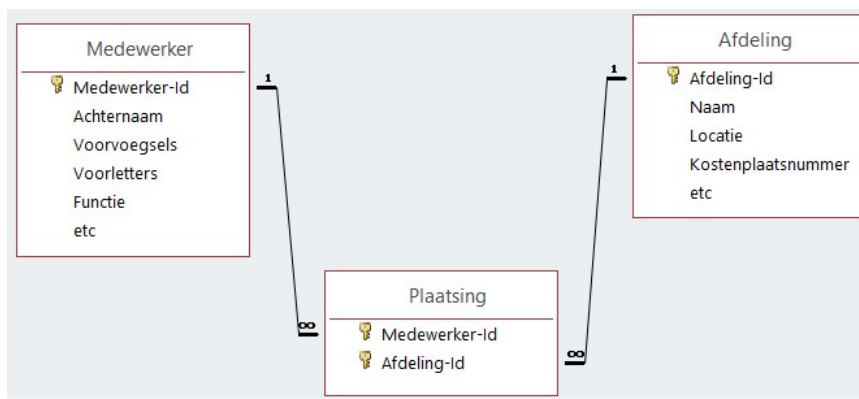 Medewerker
Medewerker-Id
Achternaam
Voorvoegsels
Voorletters
Functie
etc
1
∞
Afdeling
Afdeling-Id
Naam
Locatie
Kostenplaatsnummer
etc
1
∞
Plaatsing
Medewerker-Id
Afdeling-Id